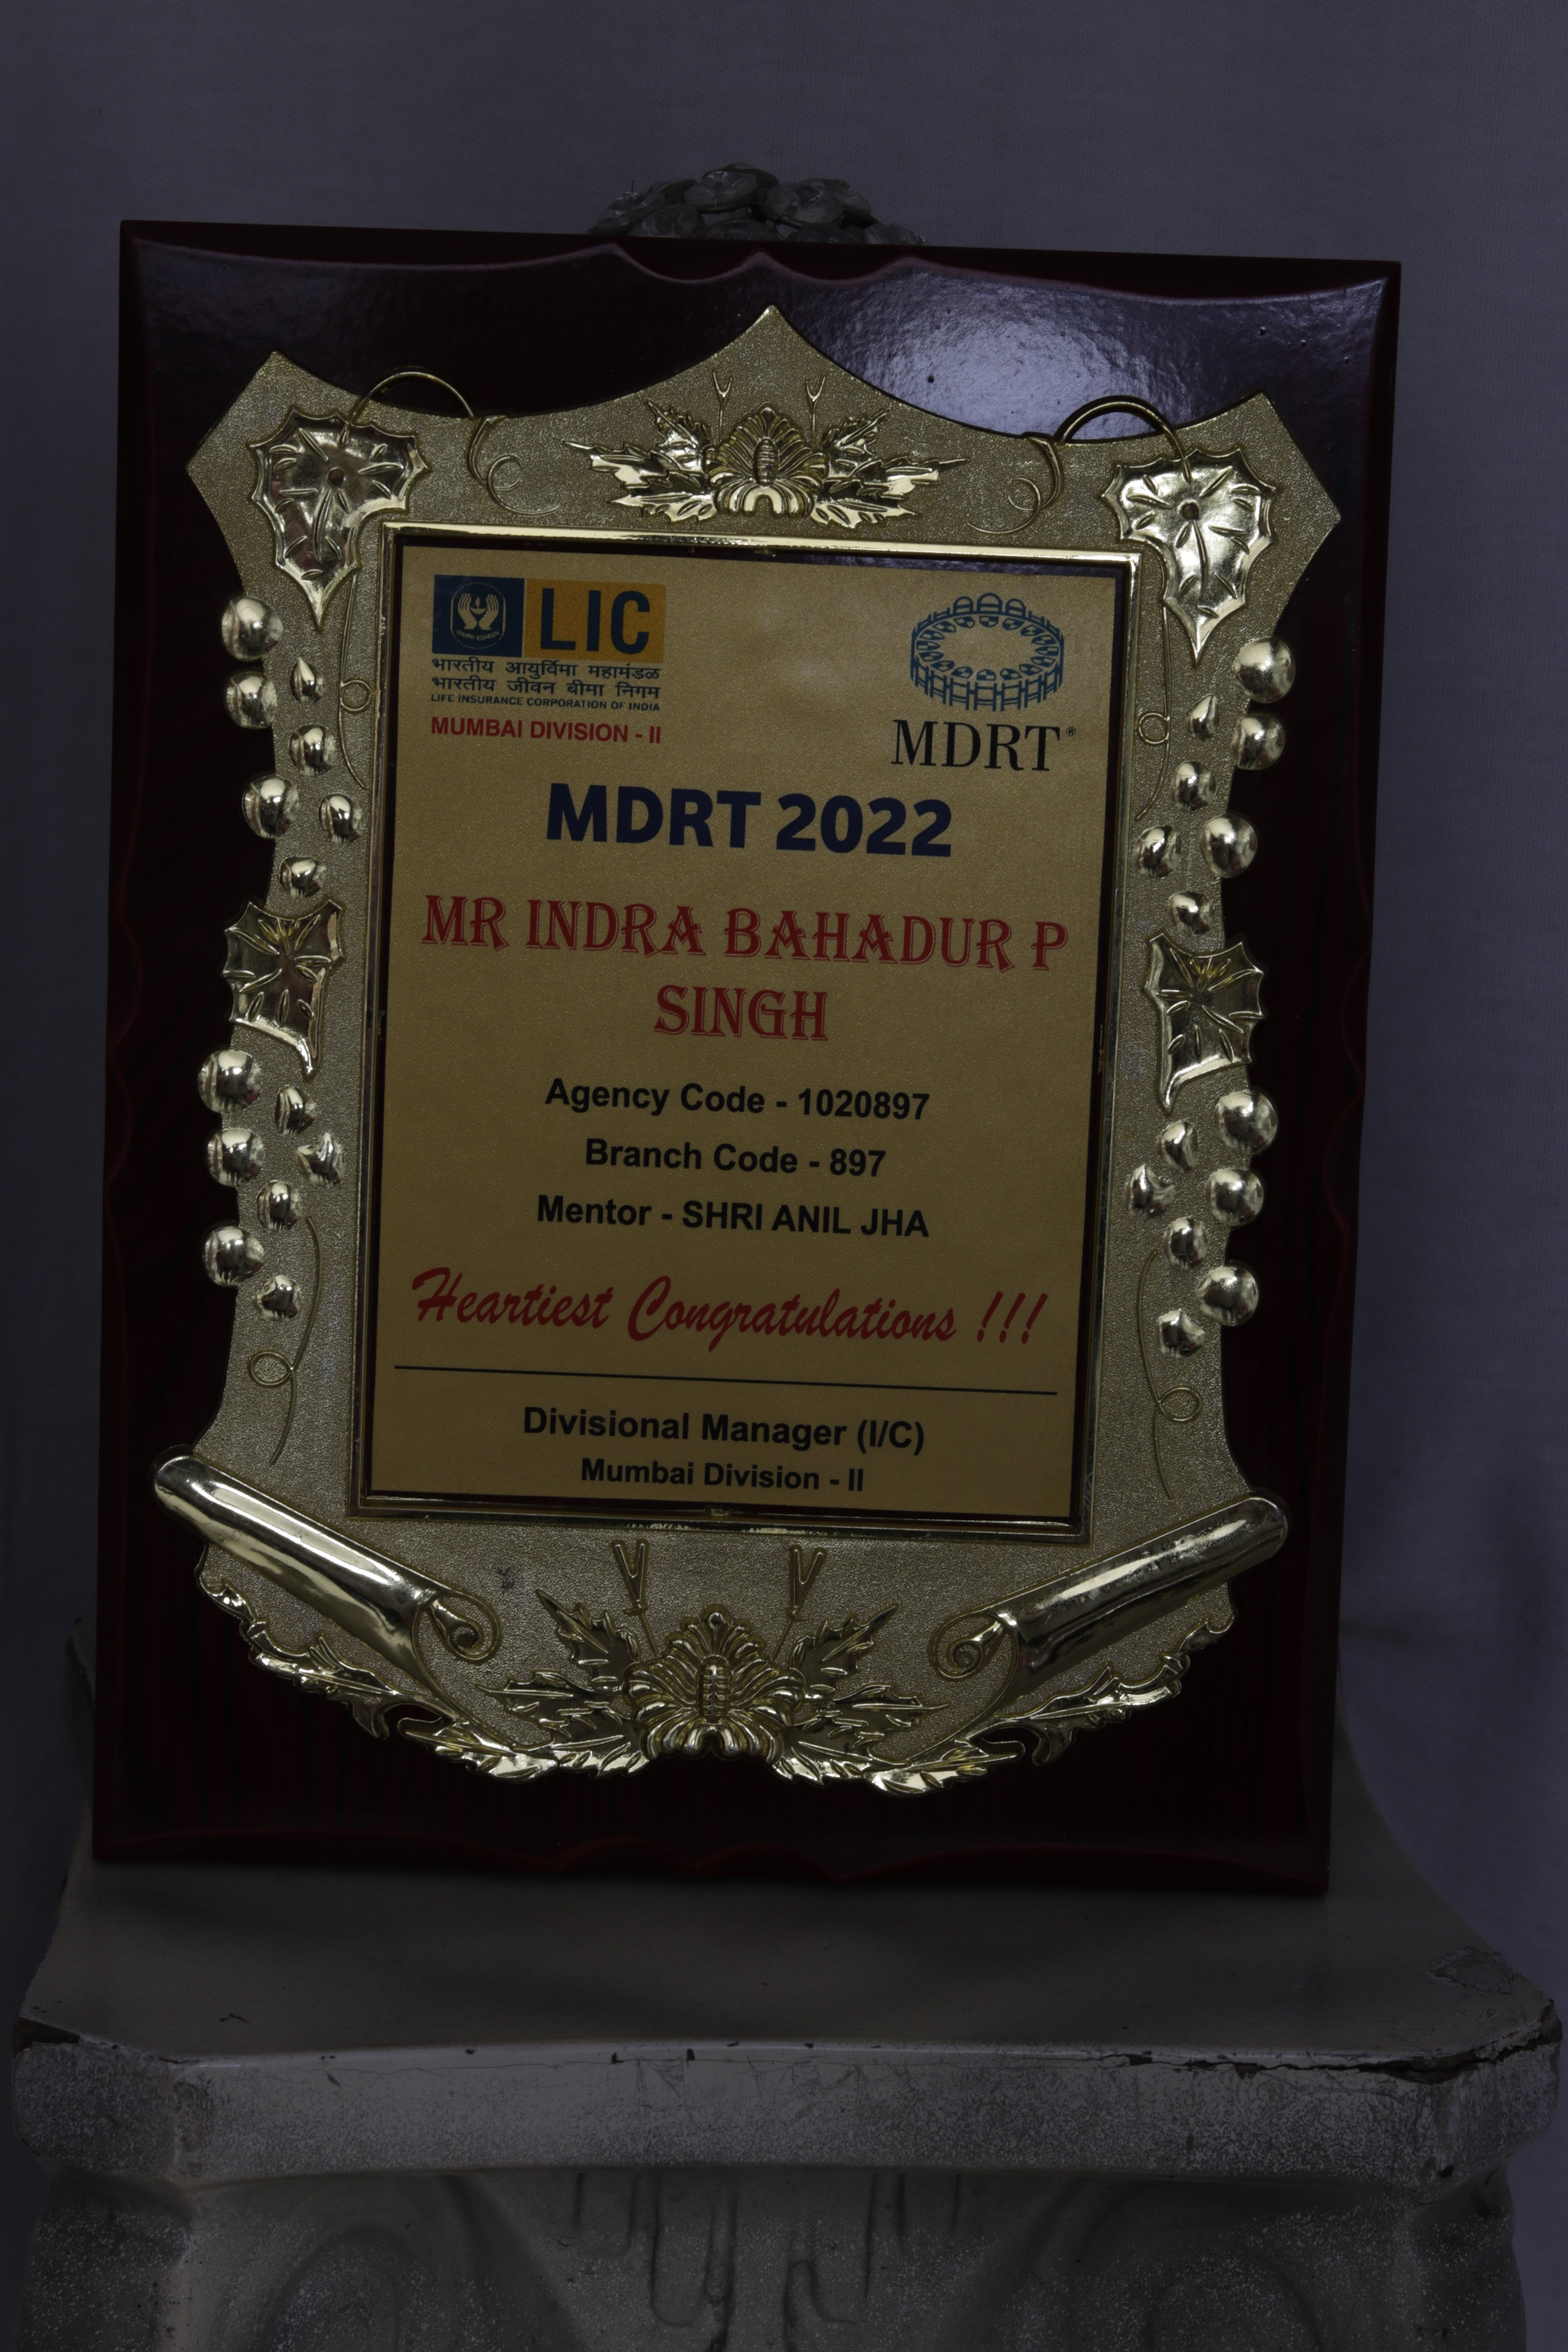 LIC
भारतीय आयुर्विमा महामंडळ
भारतीय जीवन बीमा निगम
LIFE INSURANCE CORPORATION OF INDIA
MUMBAI DIVISION - II
MDRT®
MDRT 2022
MR INDRA BAHADUR P
SINGH
Agency Code - 1020897
Branch Code - 897
Mentor - SHRI ANIL JHA
Heartiest Congratulations !!!
Divisional Manager (I/C)
Mumbai Division - II